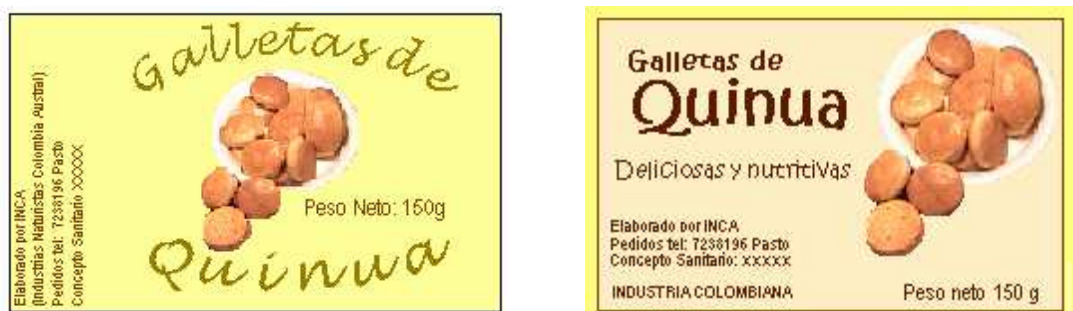 Galletas de
Elaborado por INCA
(Industrias Naturistas Colombia Austral)
Pedidos tel: 7238196 Pasto
Concepto Sanitario XXXXX
Peso Neto: 150g
Quinua
Galletas de
Quinua
Deliciosas y nutritivas
Elaborado por INCA
Pedidos tel: 7238196 Pasto
Concepto Sanitario: xxxxx
INDUSTRIA COLOMBIANA
Peso neto 150 g